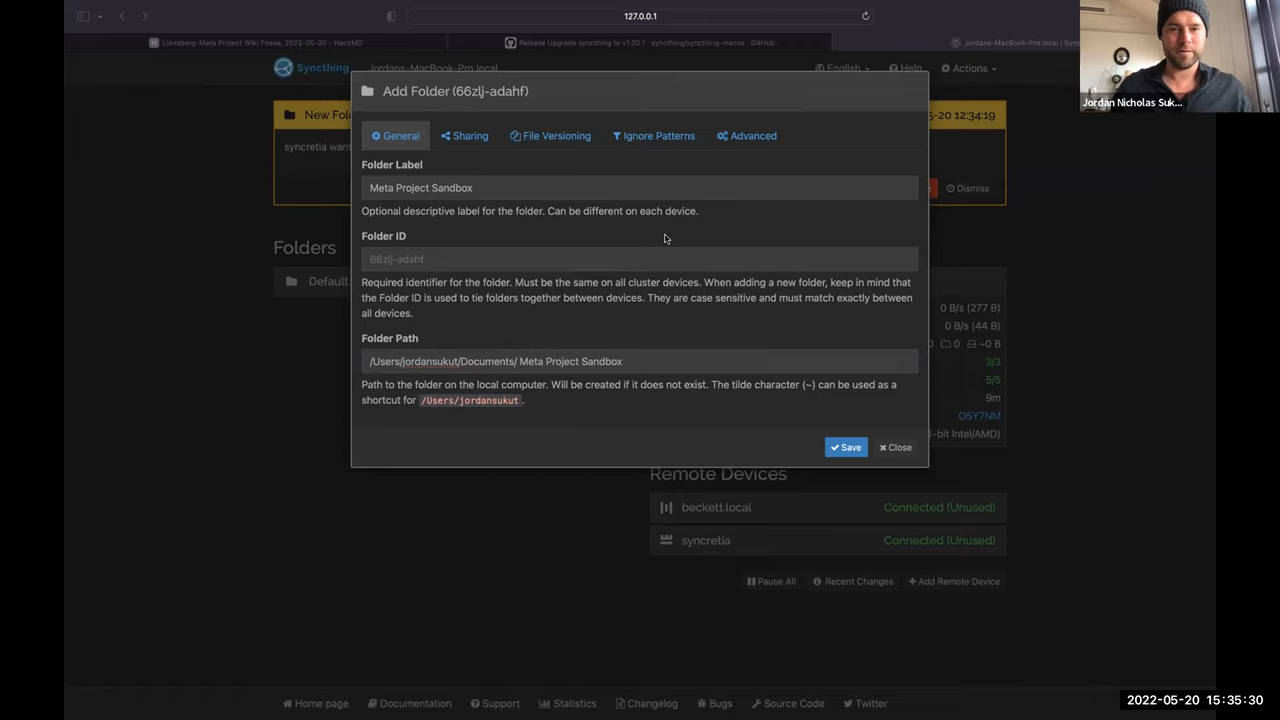 127.0.0.1
Lionsberg-Meta Project Wiki Posse, 2022-05-20 - HackMD
Release Upgrade syncthing to v1.20.1 · syncthing/syncthing-macos · GitHub
Jordans-MacBook-Pro.local | Sync
Jordan Nicholas Suk...
Syncthing
Jordans-MacBook-Pro.local
English
Help
Actions
Add Folder (66zlj-adahf)
New Fol
5-20 12:34:19
syncretia want
Dismiss
General
Sharing
File Versioning
Ignore Patterns
Advanced
Folder Label
Meta Project Sandbox
Optional descriptive label for the folder. Can be different on each device.
Folder ID
66zlj-adahf
Required identifier for the folder. Must be the same on all cluster devices. When adding a new folder, keep in mind that
the Folder ID is used to tie folders together between devices. They are case sensitive and must match exactly between
all devices.
Folder Path
/Users/jordansukut/Documents/ Meta Project Sandbox
Path to the folder on the local computer. Will be created if it does not exist. The tilde character (~) can be used as a
shortcut for /Users/jordansukut.
Save
Close
Folders
Default
0 B/s (277 B)
0 B/s (44 B)
0 0 ~0 B
3/3
5/5
9m
O5Y7NM
-bit Intel/AMD)
Remote Devices
beckett.local
Connected (Unused)
syncretia
Connected (Unused)
Pause All
Recent Changes
Add Remote Device
Home page
Documentation
Support
Statistics
Changelog
Bugs
Source Code
Twitter
2022-05-20 15:35:30